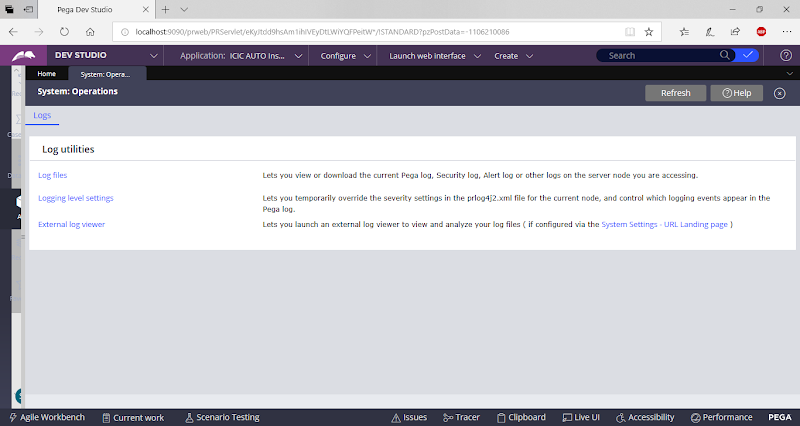 Pega Dev Studio
localhost:9090/prweb/PRServlet/eKyJtdd9hsAm1ihIVEyDtLWiYQFPeitW*/!STANDARD?pzPostData=-1106210086
DEV STUDIO
Application: ICIC AUTO Ins...
Configure
Launch web interface
Create
Search
Home
System: Opera...
System: Operations
Refresh
Help
Logs
Log utilities
Log files
Lets you view or download the current Pega log, Security log, Alert log or other logs on the server node you are accessing.
Logging level settings
Lets you temporarily override the severity settings in the prlog4j2.xml file for the current node, and control which logging events appear in the
Pega log.
External log viewer
Lets you launch an external log viewer to view and analyze your log files ( if configured via the System Settings - URL Landing page )
Agile Workbench
Current work
Scenario Testing
Issues
Tracer
Clipboard
Live UI
Accessibility
Performance
PEGA